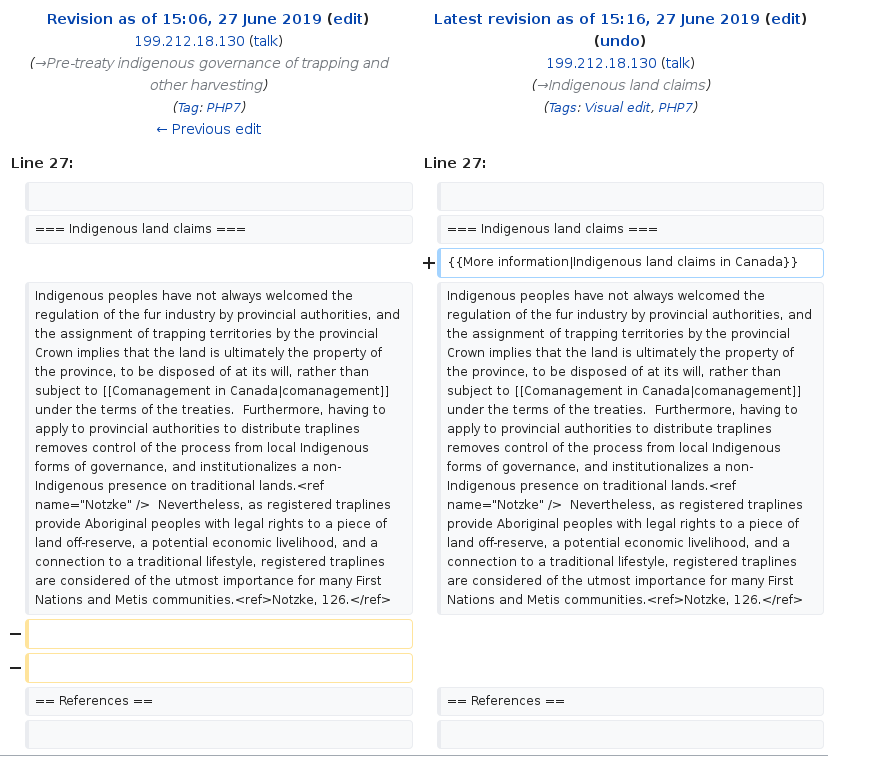 Revision as of 15:06, 27 June 2019 (edit)
199.212.18.130 (talk)
(→Pre-treaty indigenous governance of trapping and
other harvesting)
(Tag: PHP7)
← Previous edit
Latest revision as of 15:16, 27 June 2019 (edit)
(undo)
199.212.18.130 (talk)
(→Indigenous land claims)
(Tags: Visual edit, PHP7)
Line 27:
=== Indigenous land claims ===
Indigenous peoples have not always welcomed the
regulation of the fur industry by provincial authorities, and
the assignment of trapping territories by the provincial
Crown implies that the land is ultimately the property of
the province, to be disposed of at its will, rather than
subject to [[Comanagement in Canada|comanagement]]
under the terms of the treaties.  Furthermore, having to
apply to provincial authorities to distribute traplines
removes control of the process from local Indigenous
forms of governance, and institutionalizes a non-
Indigenous presence on traditional lands.<ref
name="Notzke" />  Nevertheless, as registered traplines
provide Aboriginal peoples with legal rights to a piece of
land off-reserve, a potential economic livelihood, and a
connection to a traditional lifestyle, registered traplines
are considered of the utmost importance for many First
Nations and Metis communities.<ref>Notzke, 126.</ref>
−
−
== References ==
Line 27:
=== Indigenous land claims ===
+ {{More information|Indigenous land claims in Canada}}
Indigenous peoples have not always welcomed the
regulation of the fur industry by provincial authorities, and
the assignment of trapping territories by the provincial
Crown implies that the land is ultimately the property of
the province, to be disposed of at its will, rather than
subject to [[Comanagement in Canada|comanagement]]
under the terms of the treaties.  Furthermore, having to
apply to provincial authorities to distribute traplines
removes control of the process from local Indigenous
forms of governance, and institutionalizes a non-
Indigenous presence on traditional lands.<ref
name="Notzke" />  Nevertheless, as registered traplines
provide Aboriginal peoples with legal rights to a piece of
land off-reserve, a potential economic livelihood, and a
connection to a traditional lifestyle, registered traplines
are considered of the utmost importance for many First
Nations and Metis communities.<ref>Notzke, 126.</ref>
== References ==